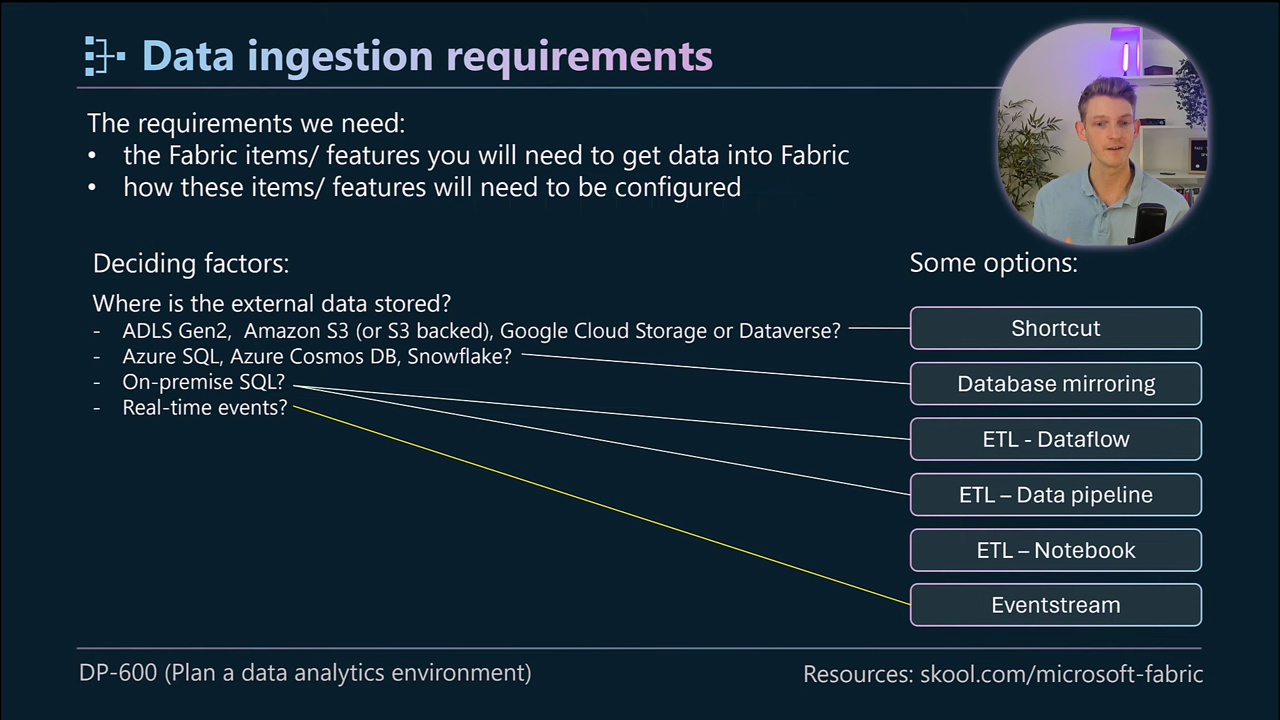 Data ingestion requirements
The requirements we need:
• the Fabric items/ features you will need to get data into Fabric
• how these items/ features will need to be configured
Deciding factors:
Where is the external data stored?
- ADLS Gen2, Amazon S3 (or S3 backed), Google Cloud Storage or Dataverse?
- Azure SQL, Azure Cosmos DB, Snowflake?
- On-premise SQL?
- Real-time events?
Some options:
Shortcut
Database mirroring
ETL - Dataflow
ETL – Data pipeline
ETL – Notebook
Eventstream
DP-600 (Plan a data analytics environment)
Resources: skool.com/microsoft-fabric